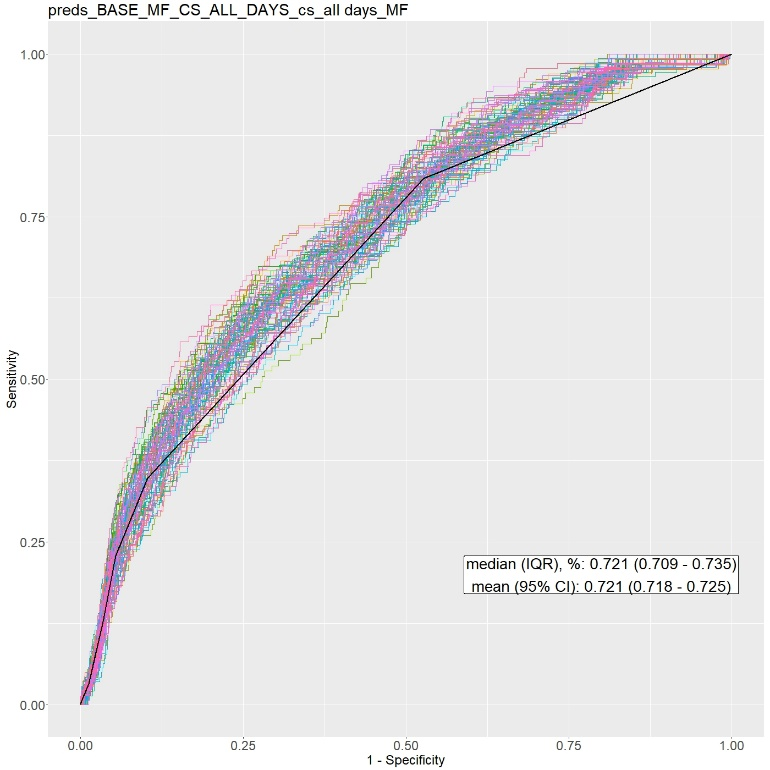 preds_BASE_MF_CS_ALL_DAYS_cs_all days_MF
1.00
0.75
Sensitivity
0.50
0.25
median (IQR), %: 0.721 (0.709 - 0.735)
mean (95% CI): 0.721 (0.718 - 0.725)
0.00
0.00 0.25 0.50 0.75 1.00
1 - Specificity